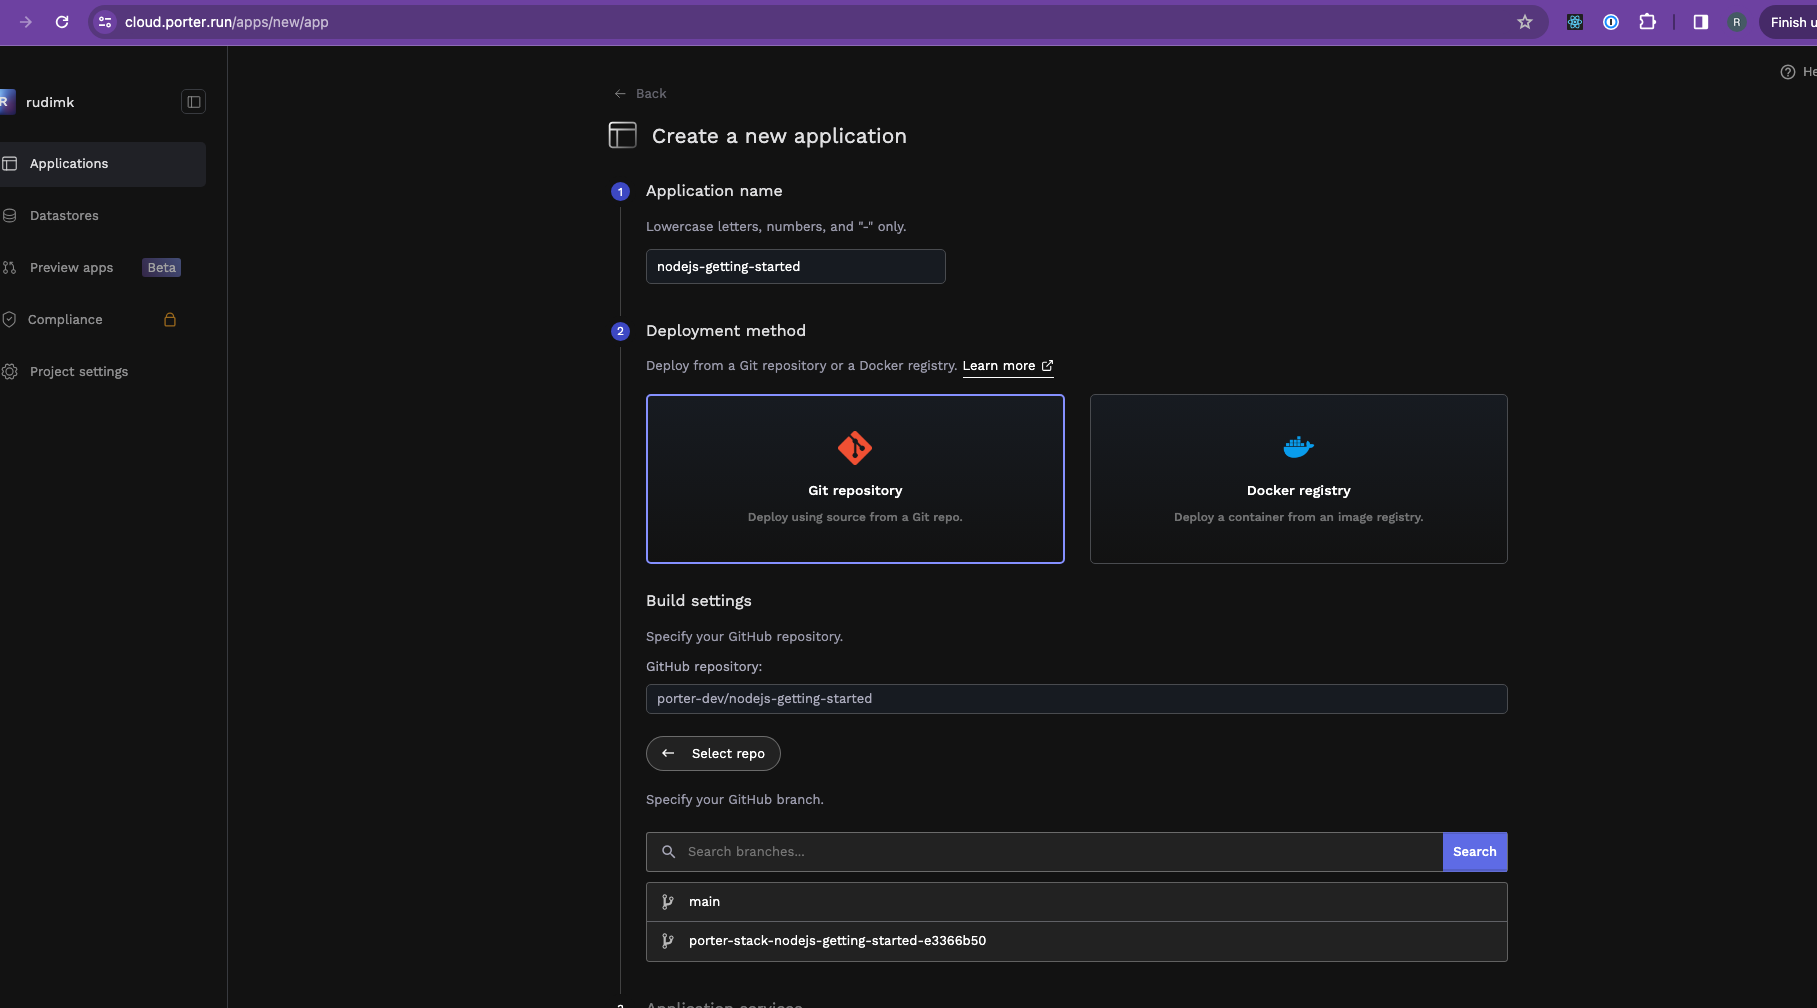 cloud.porter.run/apps/new/app
R
Finish u
R
rudimk
Applications
Datastores
Preview apps
Beta
Compliance
Project settings
He
Back
Create a new application
1
Application name
Lowercase letters, numbers, and "-" only.
nodejs-getting-started
2
Deployment method
Deploy from a Git repository or a Docker registry. Learn more
Git repository
Deploy using source from a Git repo.
Docker registry
Deploy a container from an image registry.
Build settings
Specify your GitHub repository.
GitHub repository:
porter-dev/nodejs-getting-started
Select repo
Specify your GitHub branch.
Search branches...
Search
main
porter-stack-nodejs-getting-started-e3366b50
Application services